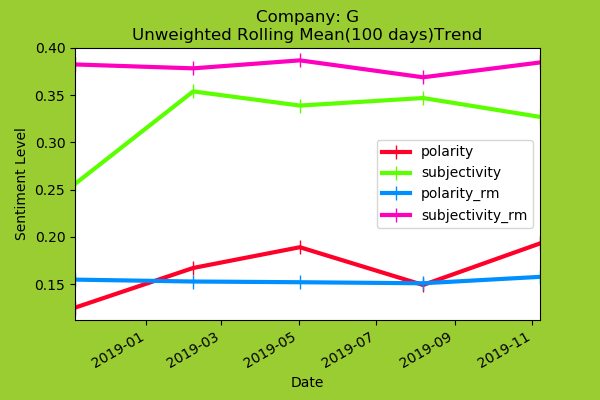 Company: G
Unweighted Rolling Mean(100 days)Trend
Sentiment Level
0.40
0.35
0.30
0.25
0.20
0.15
polarity
subjectivity
polarity_rm
subjectivity_rm
2019-01
2019-03
2019-05
2019-07
2019-09
2019-11
Date